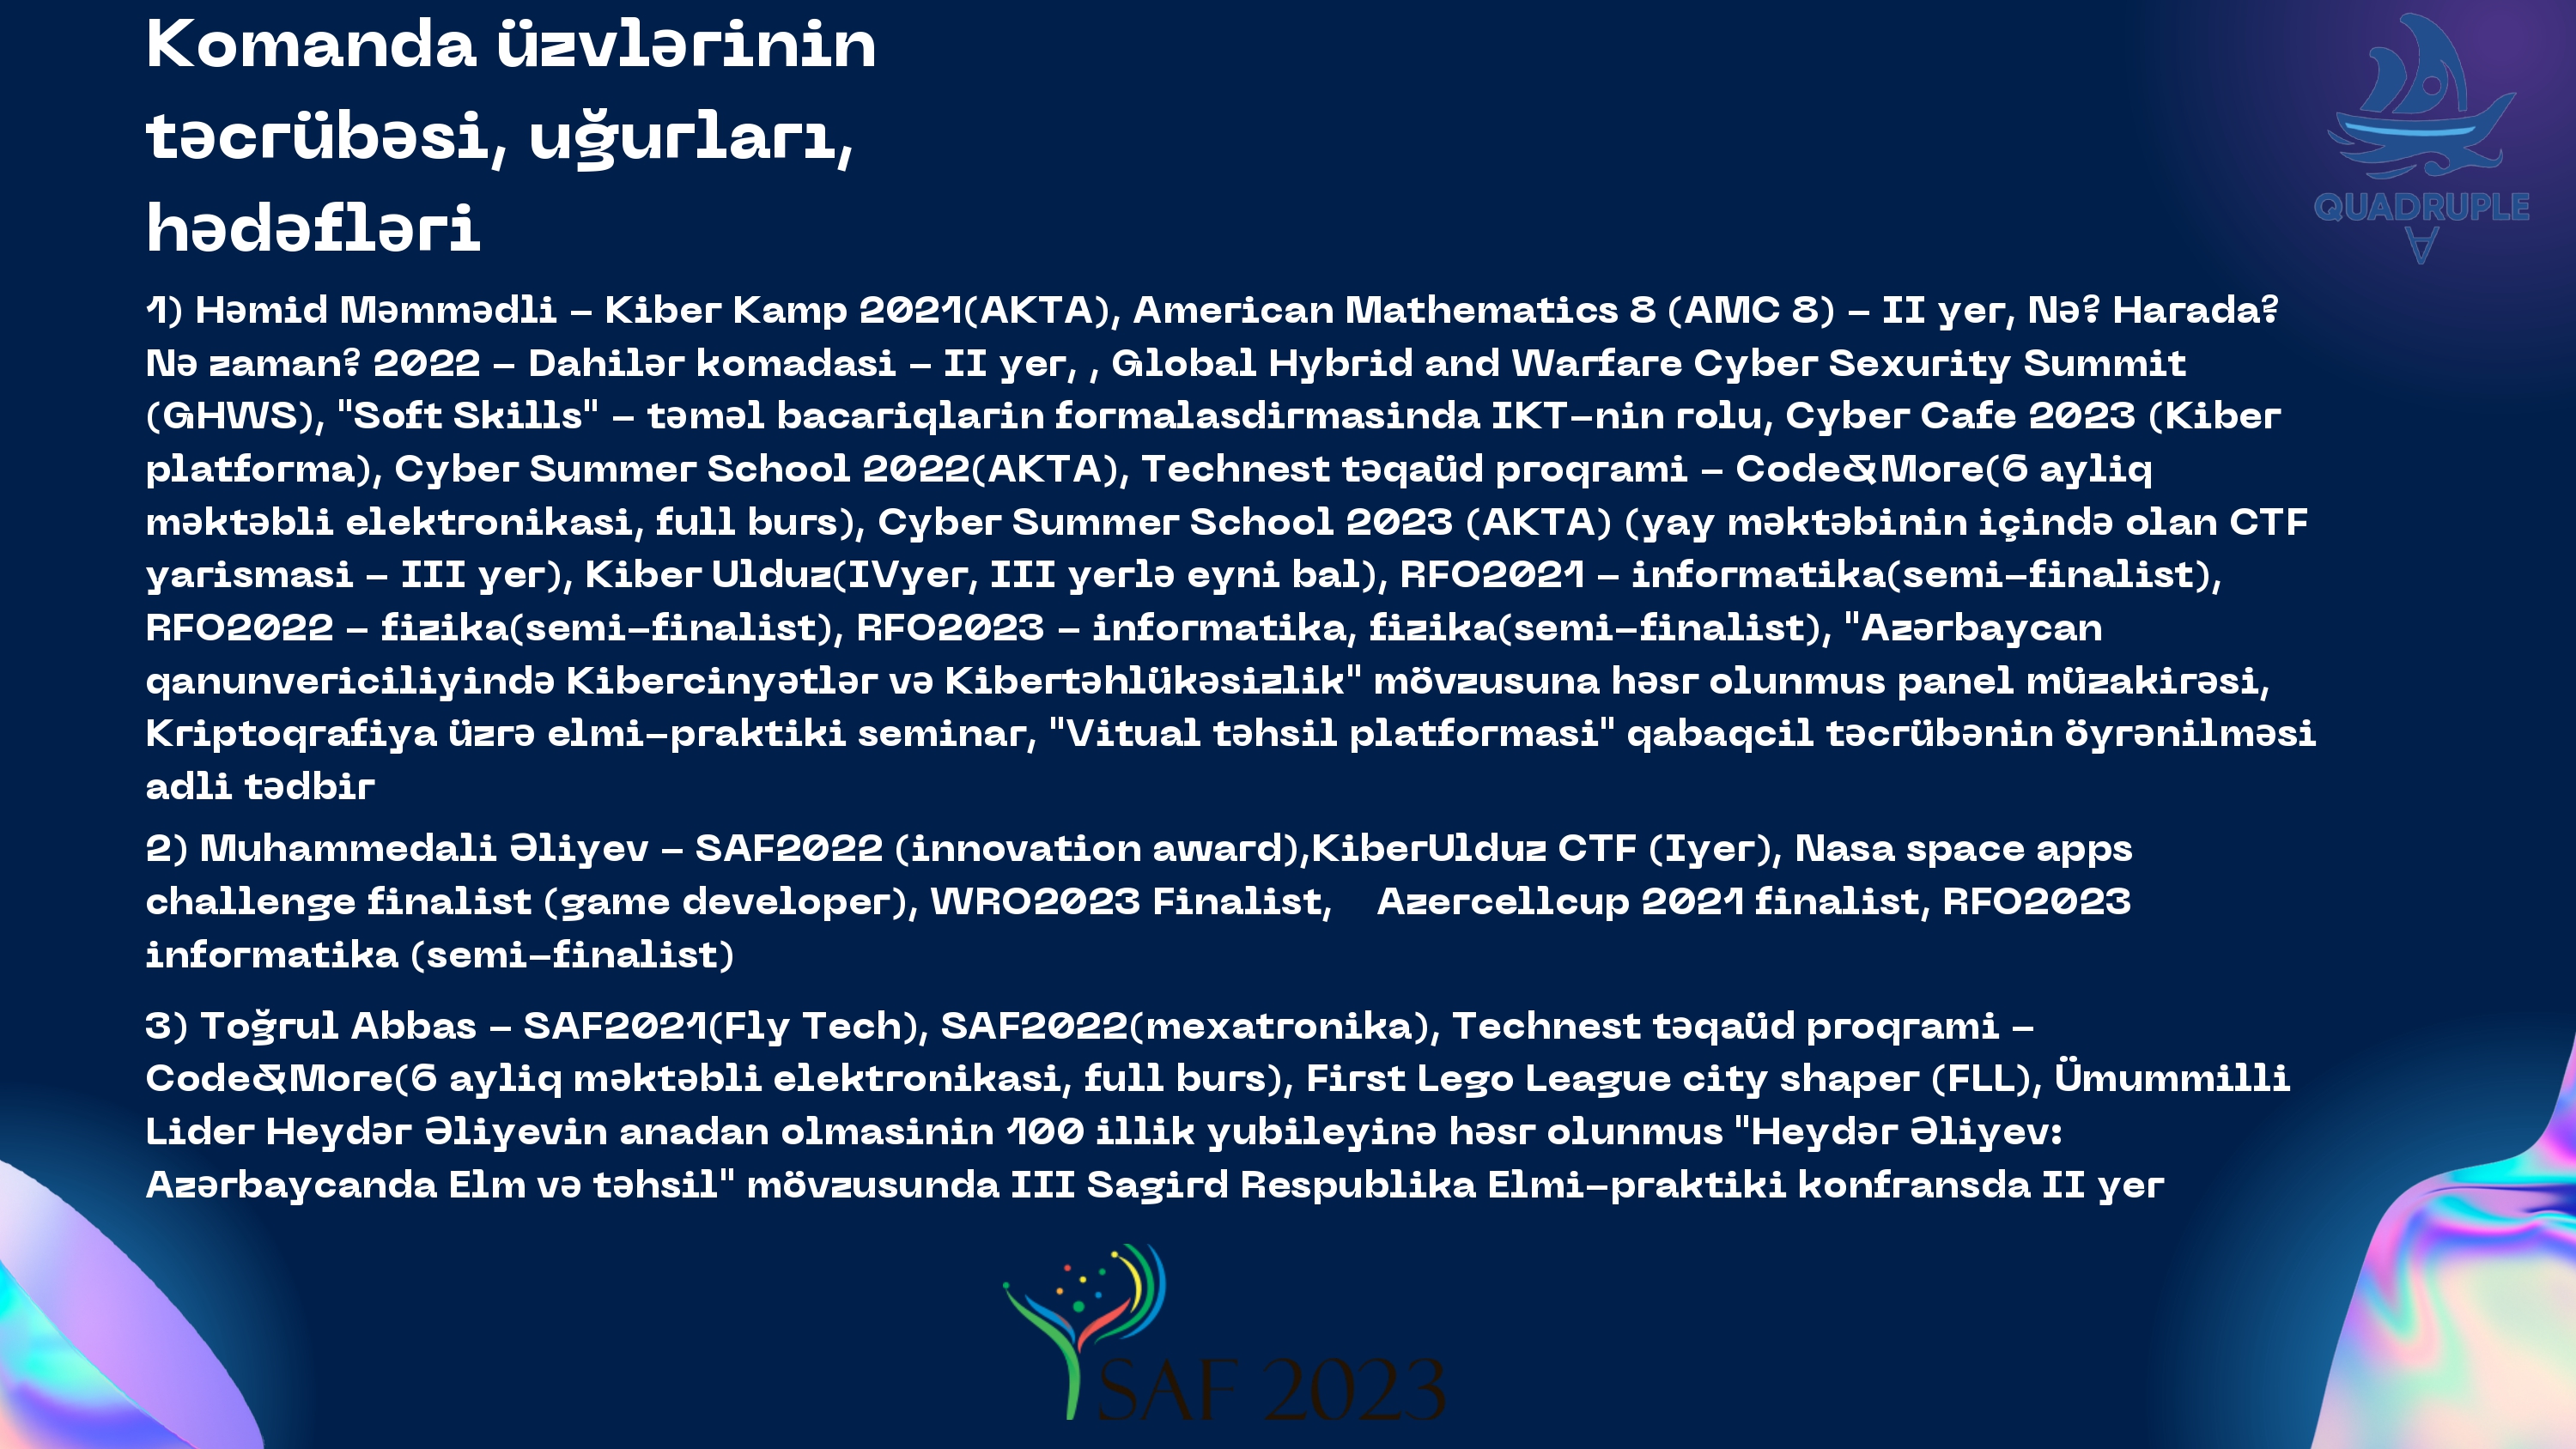 Komanda üzvlərinin
təcrübəsi, uğurları,
hədəfləri
QUADRUPLE
1) Həmid Məmmədli - Kiber Kamp 2021(AKTA), American Mathematics 8 (AMC 8) - II yer, Nə? Harada?
Nə zaman? 2022 - Dahilər komadasi - II yer, , Global Hybrid and Warfare Cyber Sexurity Summit
(GHWS), "Soft Skills" - təməl bacariqlarin formalasdirmasinda IKT-nin rolu, Cyber Cafe 2023 (Kiber
platforma), Cyber Summer School 2022(AKTA), Technest təqaüd proqrami - Code&More(6 ayliq
məktəbli elektronikasi, full burs), Cyber Summer School 2023 (AKTA) (yay məktəbinin içində olan CTF
yarismasi - III yer), Kiber Ulduz(IVyer, III yerlə eyni bal), RFO2021 - informatika(semi-finalist),
RFO2022 - fizika(semi-finalist), RFO2023 - informatika, fizika(semi-finalist), "Azərbaycan
qanunvericiliyində Kibercinyətlər və Kibertəhlükəsizlik" mövzusuna həsr olunmus panel müzakirəsi,
Kriptoqrafiya üzrə elmi-praktiki seminar, "Vitual təhsil platformasi" qabaqcil təcrübənin öyrənilməsi
adli tədbir
2) Muhammedali Əliyev - SAF2022 (innovation award),KiberUlduz CTF (Iyer), Nasa space apps
challenge finalist (game developer), WRO2023 Finalist, Azercellcup 2021 finalist, RFO2023
informatika (semi-finalist)
3) Toğrul Abbas - SAF2021(Fly Tech), SAF2022(mexatronika), Technest təqaüd proqrami -
Code&More(6 ayliq məktəbli elektronikasi, full burs), First Lego League city shaper (FLL), Ümummilli
Lider Heydər Əliyevin anadan olmasinin 100 illik yubileyinə həsr olunmus "Heydər Əliyev:
Azərbaycanda Elm və təhsil" mövzusunda III Sagird Respublika Elmi-praktiki konfransda II yer
SAF 2023